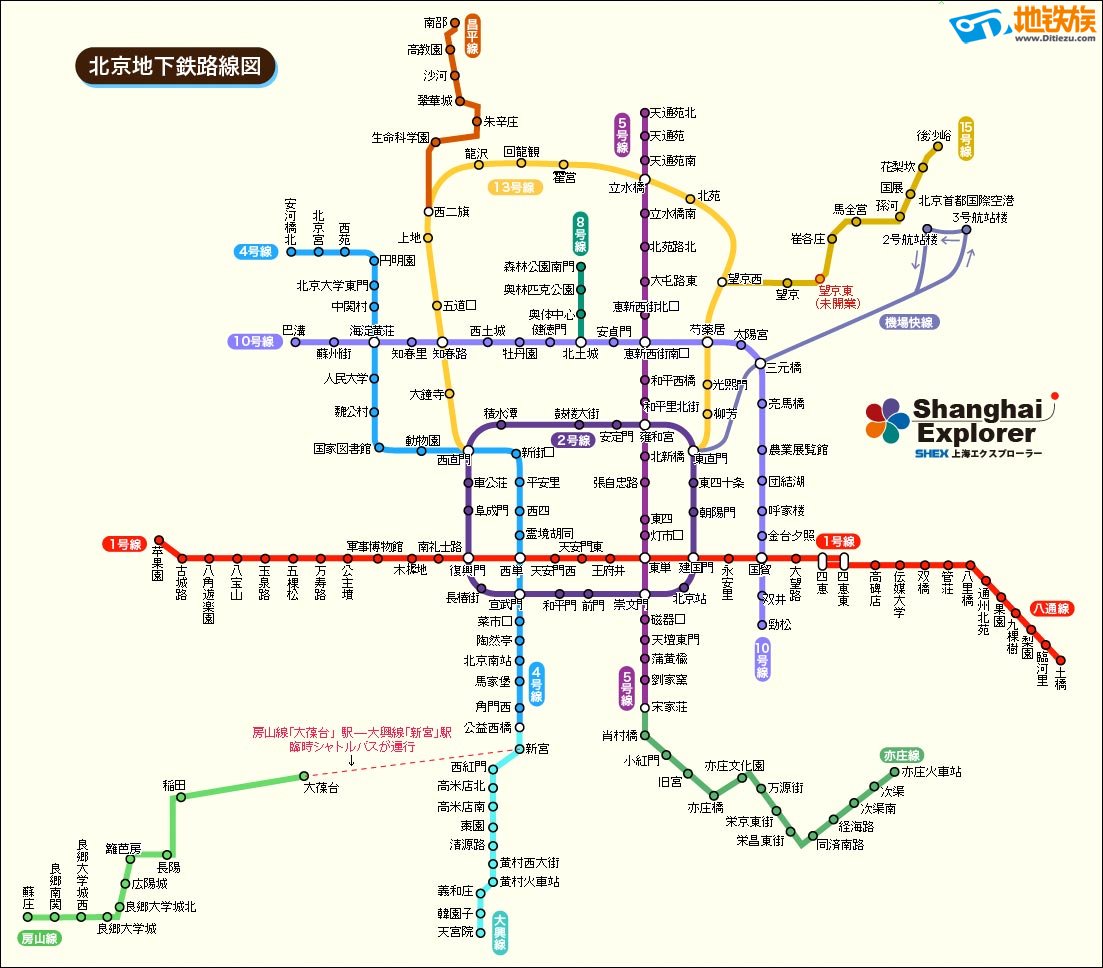 北京地下鉄路線図
地铁族
www.Ditiezu.com
昌平線
南邵
高教園
沙河
鞏華城
朱辛庄
生命科学園
13号線
龍沢
回龍観
霍営
立水橋
北苑
西二旗
上地
五道口
知春路
大鐘寺
5号線
天通苑北
天通苑
天通苑南
立水橋南
北苑路北
大屯路東
恵新西街北口
恵新西街南口
和平西橋
和平里北街
雍和宮
北新橋
張自忠路
東四
灯市口
東単
崇文門
磁器口
天壇東門
蒲黄楡
劉家窯
5号線
宋家荘
15号線
後沙峪
花梨坎
国展
孫河
馬全営
崔各庄
望京東
(未開業)
望京
望京西
北京首都国際空港
3号航站楼
2号航站楼
機場快線
8号線
森林公園南門
奥林匹克公園
奥体中心
北土城
4号線
安河橋北
北京宮
西苑
円明園
北京大学東門
中関村
海淀黄荘
人民大学
魏公村
国家図書館
動物園
西直門
新街口
平安里
西四
霊境胡同
西単
宣武門
菜市口
陶然亭
北京南站
馬家堡
角門西
公益西橋
4号線
10号線
巴溝
蘇州街
知春里
西土城
牡丹園
健徳門
安貞門
芍薬居
太陽宮
三元橋
亮馬橋
農業展覧館
団結湖
呼家楼
金台夕照
国貿
双井
勁松
10号線
光熙門
柳芳
東直門
2号線
積水潭
鼓楼大街
安定門
東四十条
朝陽門
建国門
北京站
前門
和平門
長椿街
復興門
阜成門
車公荘
Shanghai
Explorer
SHEX 上海エクスプローラー
1号線
苹果園
古城路
八角遊楽園
八宝山
玉泉路
五棵松
万寿路
公主墳
軍事博物館
木樨地
南礼士路
天安門西
天安門東
王府井
永安里
大望路
1号線
四恵
四恵東
高碑店
伝媒大学
双橋
管荘
八里橋
通州北苑
果園
九棵樹
梨園
臨河里
土橋
八通線
房山線「大葆台」駅―大興線「新宮」駅
臨時シャトルバスが運行
新宮
西紅門
高米店北
高米店南
棗園
清源路
黄村西大街
黄村火車站
義和庄
韓園子
天宮院
大興線
大葆台
稲田
長陽
籬芭房
広陽城
良郷大学城北
良郷大学城
良郷大学城西
良郷南関
蘇庄
房山線
亦庄線
肖村橋
小紅門
旧宮
亦庄橋
亦庄文化園
万源街
栄京東街
栄昌東街
同済南路
経海路
次渠南
次渠
亦庄火車站